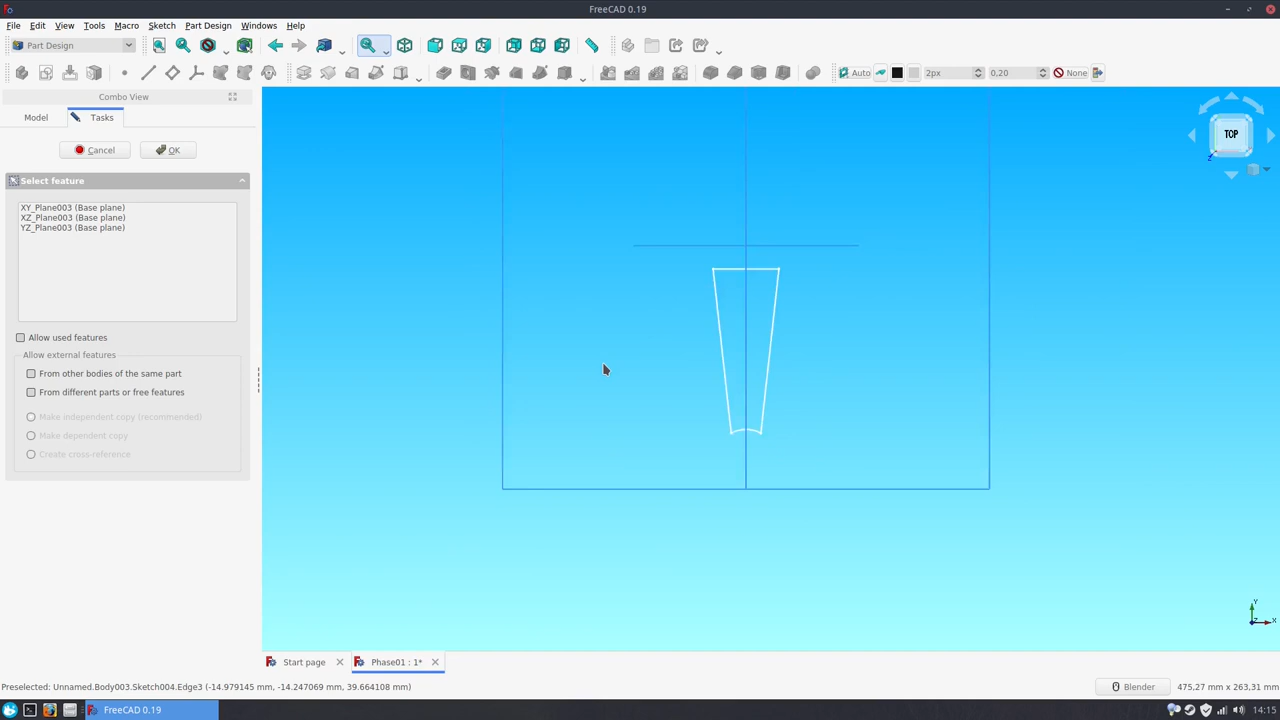 FreeCAD 0.19
File Edit View Tools Macro Sketch Part Design Windows Help
Part Design
Auto 2px 0,20 None
Combo View
Model Tasks
Cancel OK
Select feature
XY_Plane003 (Base plane)
XZ_Plane003 (Base plane)
YZ_Plane003 (Base plane)
Allow used features
Allow external features
From other bodies of the same part
From different parts or free features
Make independent copy (recommended)
Make dependent copy
Create cross-reference
TOP
Z
Y
Z X
Start page Phase01 : 1*
Preselected: Unnamed.Body003.Sketch004.Edge3 (-14.979145 mm, -14.247069 mm, 39.664108 mm) Blender 475,27 mm x 263,31 mm
FreeCAD 0.19 14:15